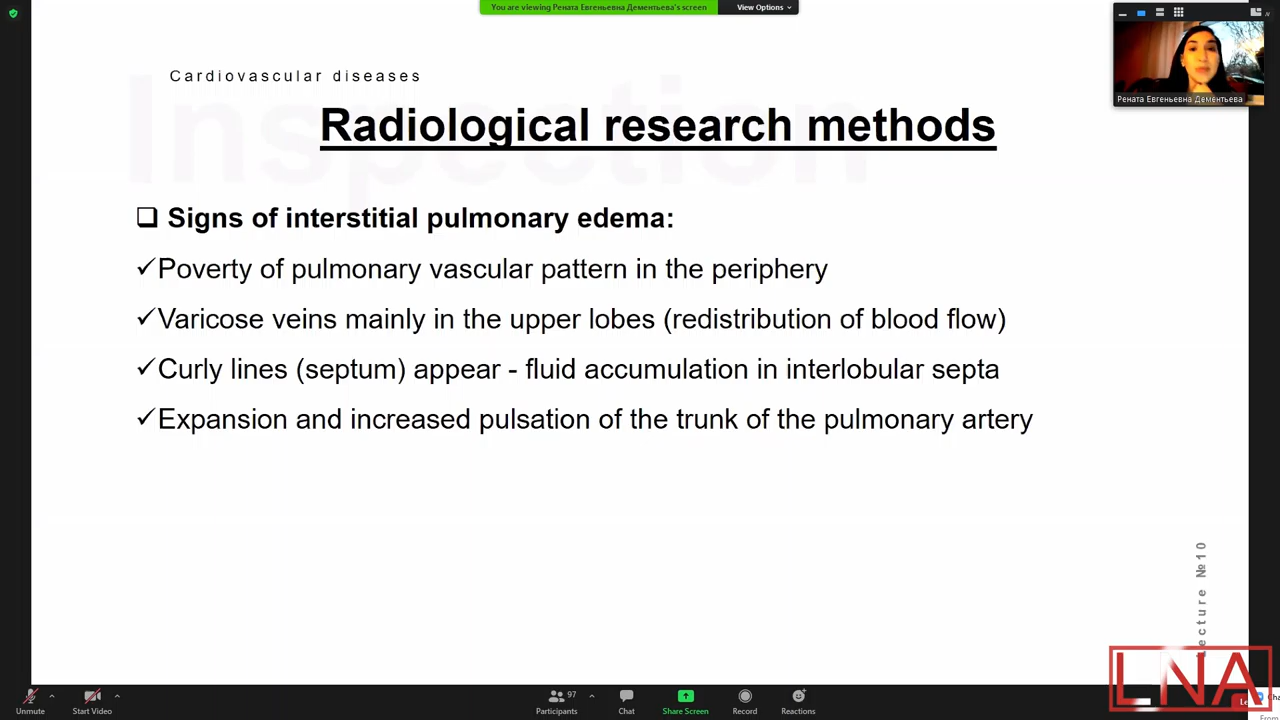 You are viewing Рената Евгеньевна Дементьева's screen
View Options
Рената Евгеньевна Дементьева
Cardiovascular diseases
Inspection
Radiological research methods
Signs of interstitial pulmonary edema:
Poverty of pulmonary vascular pattern in the periphery
Varicose veins mainly in the upper lobes (redistribution of blood flow)
Curly lines (septum) appear - fluid accumulation in interlobular septa
Expansion and increased pulsation of the trunk of the pulmonary artery
Lecture №10
LNA
Unmute
Start Video
97
Participants
Chat
Share Screen
Record
Reactions